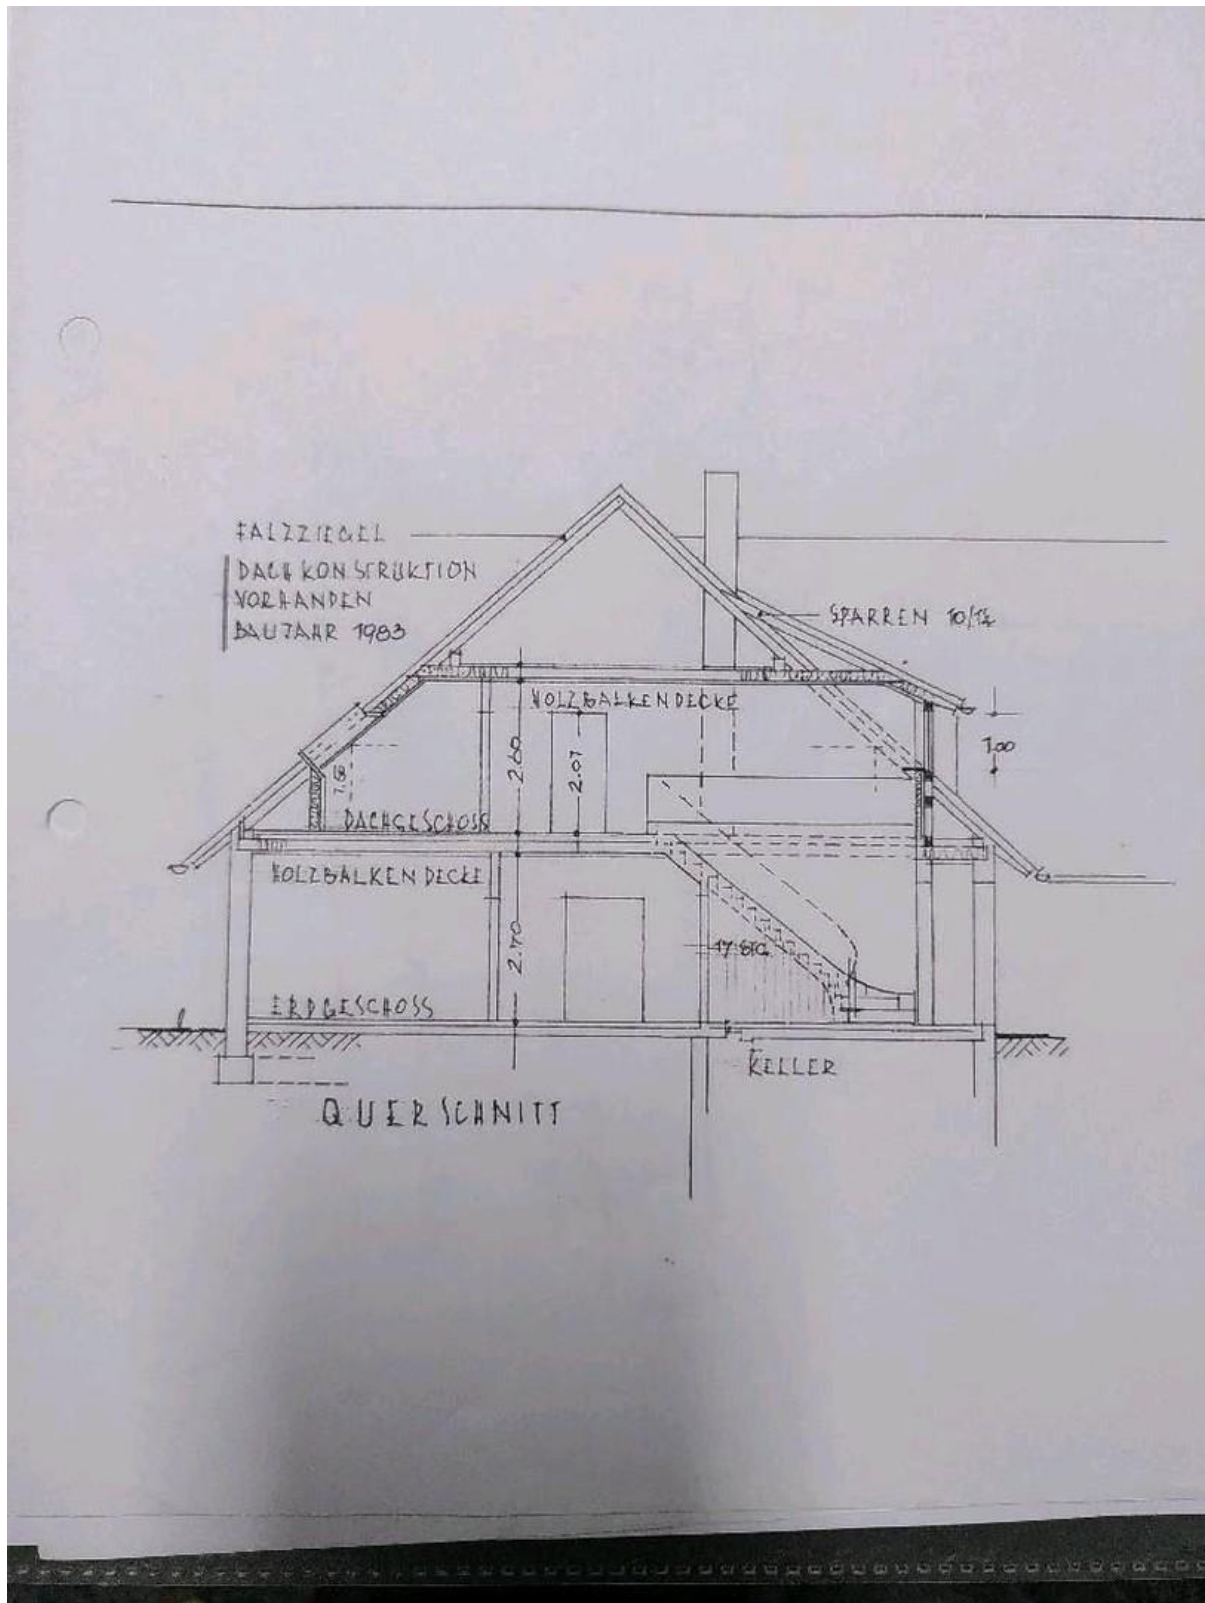 FALZZIEGEL
DACHKONSTRUKTION
VORHANDEN
BAUJAHR 1983
SPARREN 10/
HOLZBALKENDECKE
1.00
2.60
2.07
DACHGESCHOSS
HOLZBALKENDECKE
17 STG.
2.70
ERDGESCHOSS
KELLER
QUERSCHNITT